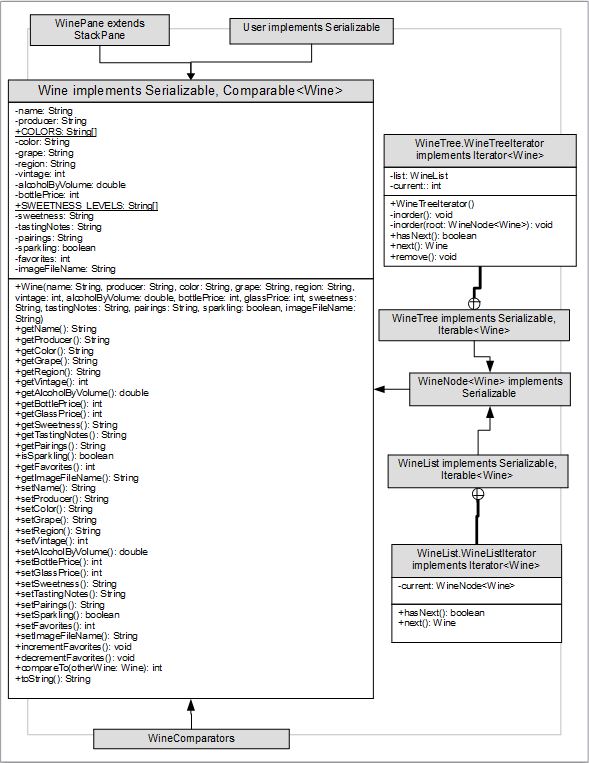 WinePane extends
StackPane
User implements Serializable
Wine implements Serializable, Comparable<Wine>
-name: String
-producer: String
+COLORS: String[]
-color: String
-grape: String
-region: String
-vintage: int
-alcoholByVolume: double
-bottlePrice: int
+SWEETNESS_LEVELS: String[]
-sweetness: String
-tastingNotes: String
-pairings: String
-sparkling: boolean
-favorites: int
-imageFileName: String
+Wine(name: String, producer: String, color: String, grape: String, region: String,
vintage: int, alcoholByVolume: double, bottlePrice: int, glassPrice: int, sweetness:
String, tastingNotes: String, pairings: String, sparkling: boolean, imageFileName:
String)
+getName(): String
+getProducer(): String
+getColor(): String
+getGrape(): String
+getRegion(): String
+getVintage(): int
+getAlcoholByVolume(): double
+getBottlePrice(): int
+getGlassPrice(): int
+getSweetness(): String
+getTastingNotes(): String
+getPairings(): String
+isSparkling(): boolean
+getFavorites(): int
+getImageFileName(): String
+setName(): String
+setProducer(): String
+setColor(): String
+setGrape(): String
+setRegion(): String
+setVintage(): int
+setAlcoholByVolume(): double
+setBottlePrice(): int
+setGlassPrice(): int
+setSweetness(): String
+setTastingNotes(): String
+setPairings(): String
+setSparkling(): boolean
+setFavorites(): int
+setImageFileName(): String
+incrementFavorites(): void
+decrementFavorites(): void
+compareTo(otherWine: Wine): int
+toString(): String
WineTree.WineTreeIterator
implements Iterator<Wine>
-list: WineList
-current:: int
+WineTreeIterator()
-inorder(): void
-inorder(root: WineNode<Wine>): void
+hasNext(): boolean
+next(): Wine
+remove(): void
WineTree implements Serializable,
Iterable<Wine>
WineNode<Wine> implements
Serializable
WineList implements Serializable,
Iterable<Wine>
WineList.WineListIterator
implements Iterator<Wine>
-current: WineNode<Wine>
+hasNext(): boolean
+next(): Wine
WineComparators